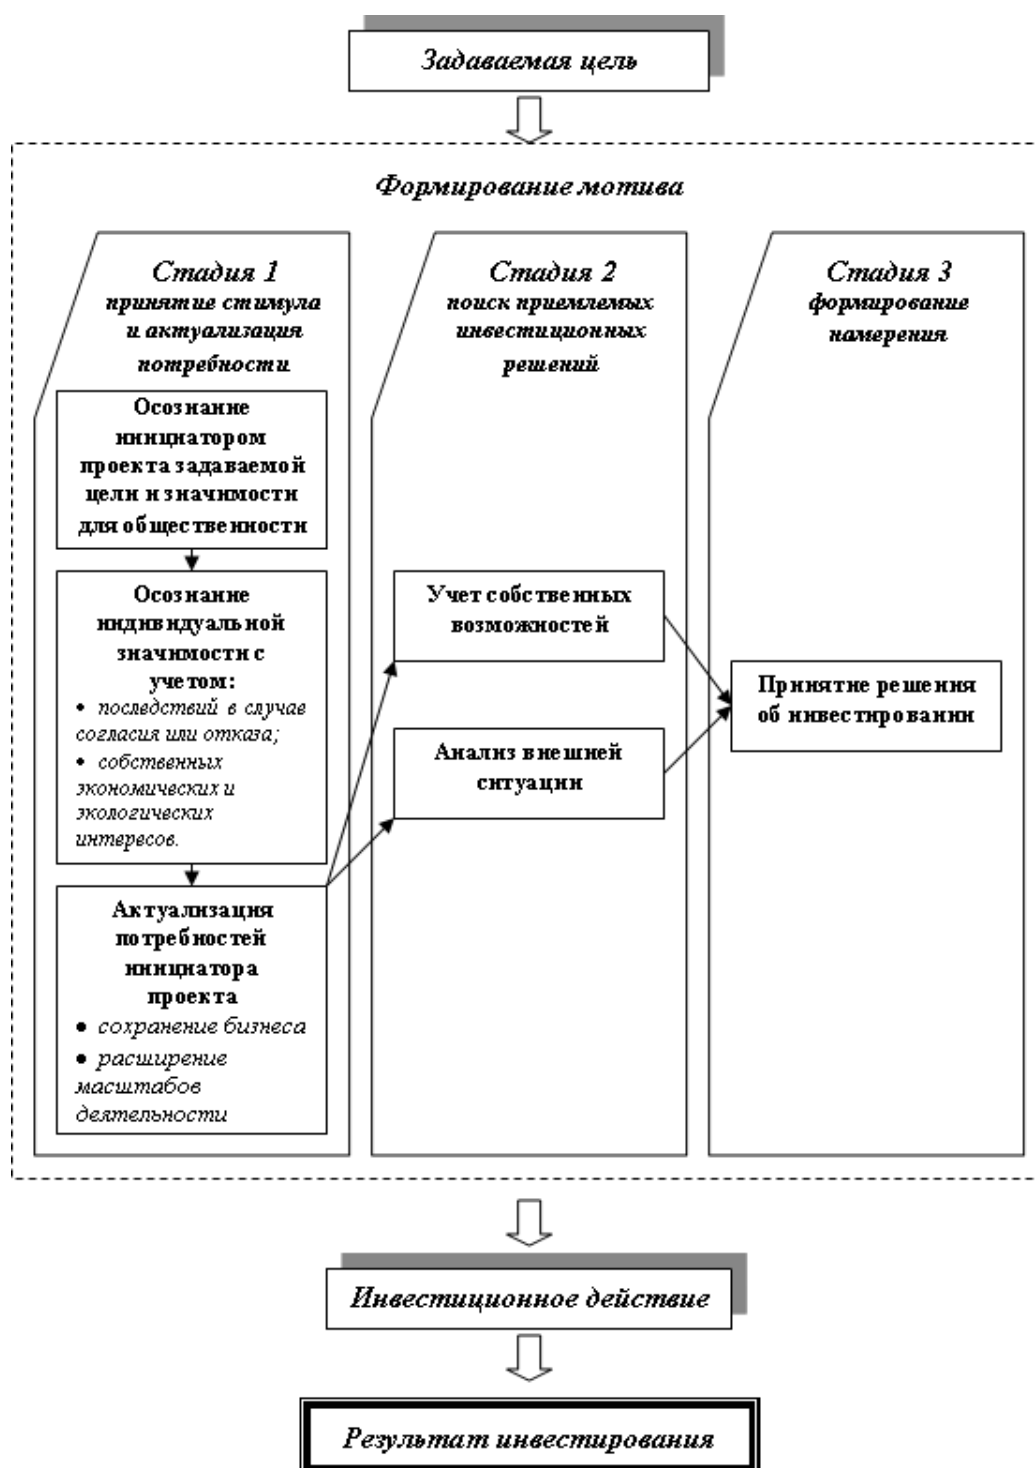 Задаваемая цель
Формирование мотива
Стадия 1
принятие стимула
и актуализация
потребности
Осознание
инициатором
проекта задаваемой
цели и значимости
для общественности
Осознание
индивидуальной
значимости с
учетом:
• последствий в случае
согласия или отказа;
• собственных
экономических и
экологических
интересов.
Актуализация
потребностей
инициатора
проекта
• сохранение бизнеса
• расширение
масштабов
деятельности
Стадия 2
поиск приемлемых
инвестиционных
решений
Учет собственных
возможностей
Анализ внешней
ситуации
Стадия 3
формирование
намерения
Принятие решения
об инвестировании
Инвестиционное действие
Результат инвестирования